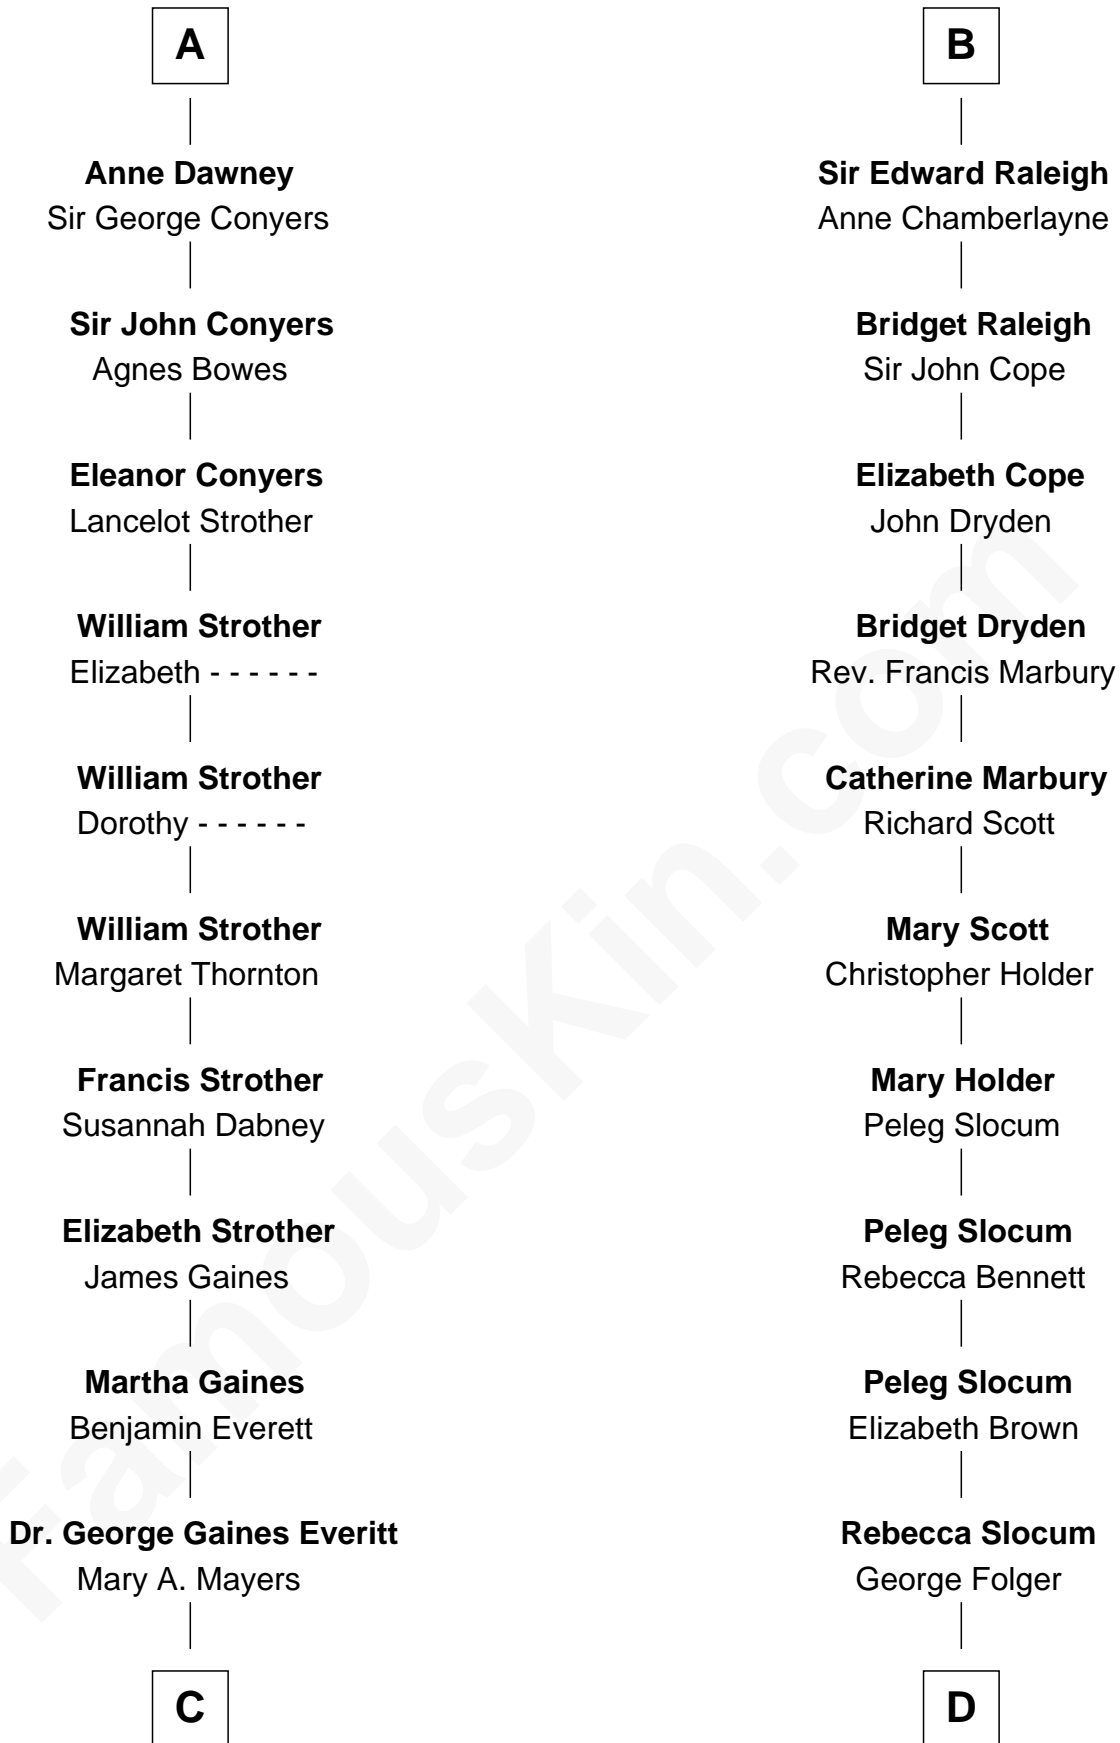 A
Anne Dawney
Sir George Conyers
Sir John Conyers
Agnes Bowes
Eleanor Conyers
Lancelot Strother
William Strother
Elizabeth - - - - - -
William Strother
Dorothy - - - - - -
William Strother
Margaret Thornton
Francis Strother
Susannah Dabney
Elizabeth Strother
James Gaines
Martha Gaines
Benjamin Everett
Dr. George Gaines Everitt
Mary A. Mayers
C
B
Sir Edward Raleigh
Anne Chamberlayne
Bridget Raleigh
Sir John Cope
Elizabeth Cope
John Dryden
Bridget Dryden
Rev. Francis Marbury
Catherine Marbury
Richard Scott
Mary Scott
Christopher Holder
Mary Holder
Peleg Slocum
Peleg Slocum
Rebecca Bennett
Peleg Slocum
Elizabeth Brown
Rebecca Slocum
George Folger
D
FamousKin.com